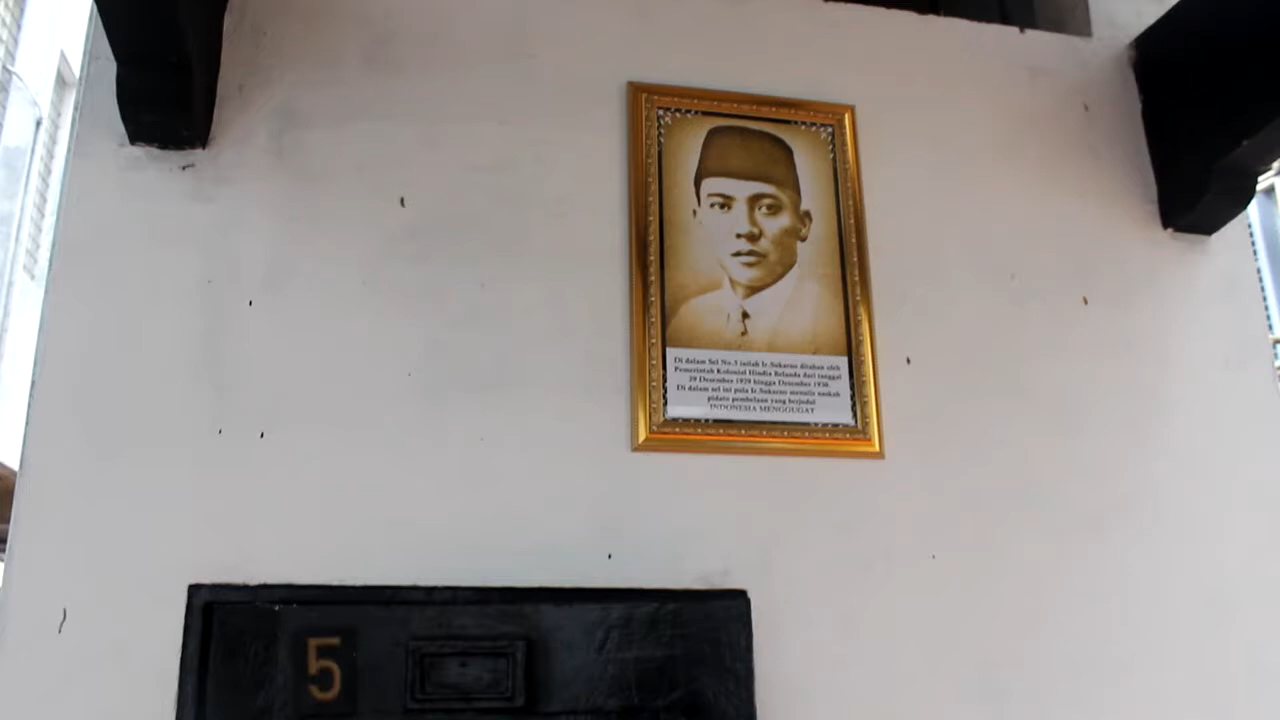 Di dalam Sel No.5 inilah Ir.Sukarno ditahan oleh
Pemerintah Kolonial Hindia Belanda dari tanggal
29 Desember 1929 hingga Desember 1930.
Di dalam sel ini pula Ir.Sukarno menulis naskah
pidato pembelaan yang berjudul
INDONESIA MENGGUGAT
5